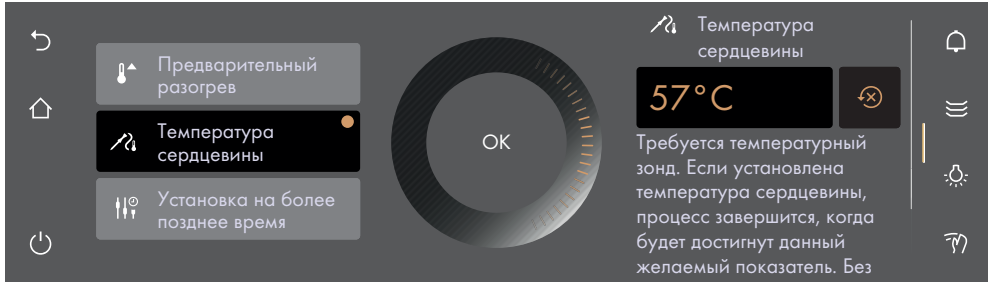 Предварительный
разогрев
Температура
сердцевины
Установка на более
позднее время
OK
Температура
сердцевины
57°C
Требуется температурный
зонд. Если установлена
температура сердцевины,
процесс завершится, когда
будет достигнут данный
желаемый показатель. Без